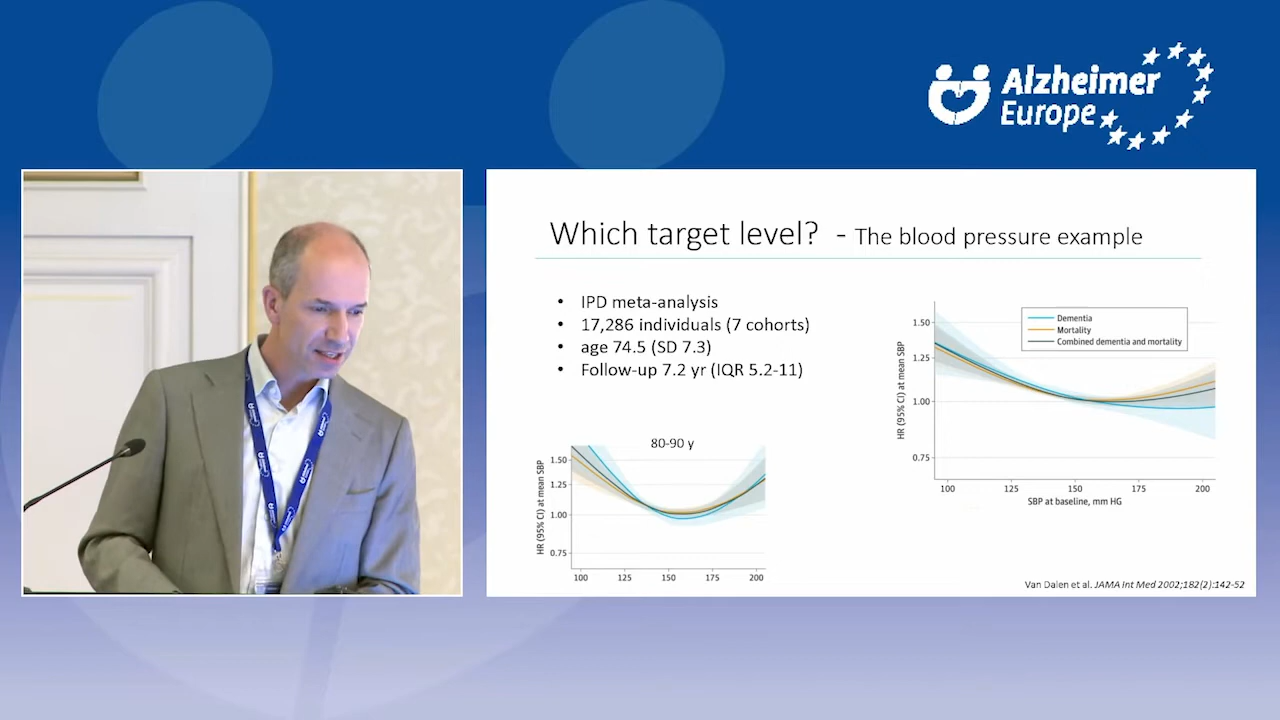 Alzheimer
Europe
Which target level? - The blood pressure example
• IPD meta-analysis
• 17,286 individuals (7 cohorts)
• age 74.5 (SD 7.3)
• Follow-up 7.2 yr (IQR 5.2-11)
80-90 y
HR (95% CI) at mean SBP
1.50
1.25
1.00
0.75
100 125 150 175 200
Dementia
Mortality
Combined dementia and mortality
HR (95% CI) at mean SBP
1.50
1.25
1.00
0.75
100 125 150 175 200
SBP at baseline, mm HG
Van Dalen et al. JAMA Int Med 2002;182(2):142-52